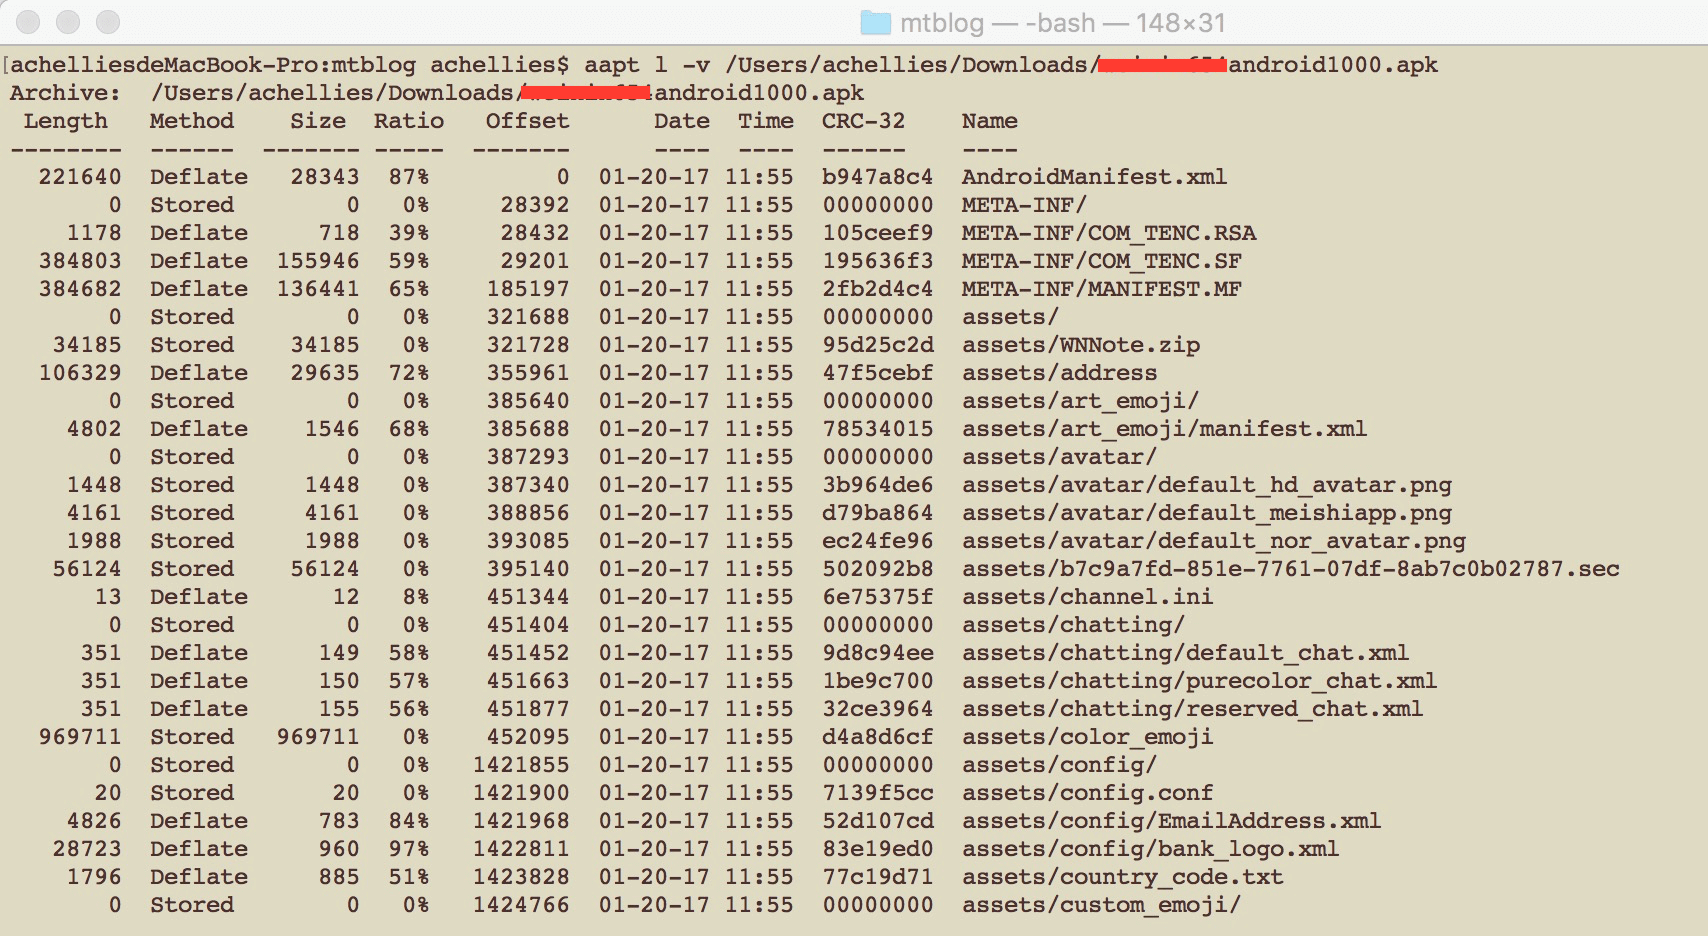 mtblog — -bash — 148×31
[achelliesdeMacBook-Pro:mtblog achellies$ aapt l -v /Users/achellies/Downloads/ android1000.apk
Archive:  /Users/achellies/Downloads/ android1000.apk
 Length   Method    Size  Ratio   Offset      Date  Time  CRC-32    Name
--------  ------  ------- -----  -------      ----  ----  ------    ----
  221640  Deflate   28343  87%         0  01-20-17 11:55  b947a8c4  AndroidManifest.xml
       0  Stored        0   0%     28392  01-20-17 11:55  00000000  META-INF/
    1178  Deflate     718  39%     28432  01-20-17 11:55  105ceef9  META-INF/COM_TENC.RSA
  384803  Deflate  155946  59%     29201  01-20-17 11:55  195636f3  META-INF/COM_TENC.SF
  384682  Deflate  136441  65%    185197  01-20-17 11:55  2fb2d4c4  META-INF/MANIFEST.MF
       0  Stored        0   0%    321688  01-20-17 11:55  00000000  assets/
   34185  Stored    34185   0%    321728  01-20-17 11:55  95d25c2d  assets/WNNote.zip
  106329  Deflate   29635  72%    355961  01-20-17 11:55  47f5cebf  assets/address
       0  Stored        0   0%    385640  01-20-17 11:55  00000000  assets/art_emoji/
    4802  Deflate    1546  68%    385688  01-20-17 11:55  78534015  assets/art_emoji/manifest.xml
       0  Stored        0   0%    387293  01-20-17 11:55  00000000  assets/avatar/
    1448  Stored     1448   0%    387340  01-20-17 11:55  3b964de6  assets/avatar/default_hd_avatar.png
    4161  Stored     4161   0%    388856  01-20-17 11:55  d79ba864  assets/avatar/default_meishiapp.png
    1988  Stored     1988   0%    393085  01-20-17 11:55  ec24fe96  assets/avatar/default_nor_avatar.png
   56124  Stored    56124   0%    395140  01-20-17 11:55  502092b8  assets/b7c9a7fd-851e-7761-07df-8ab7c0b02787.sec
      13  Deflate      12   8%    451344  01-20-17 11:55  6e75375f  assets/channel.ini
       0  Stored        0   0%    451404  01-20-17 11:55  00000000  assets/chatting/
     351  Deflate     149  58%    451452  01-20-17 11:55  9d8c94ee  assets/chatting/default_chat.xml
     351  Deflate     150  57%    451663  01-20-17 11:55  1be9c700  assets/chatting/purecolor_chat.xml
     351  Deflate     155  56%    451877  01-20-17 11:55  32ce3964  assets/chatting/reserved_chat.xml
  969711  Stored   969711   0%    452095  01-20-17 11:55  d4a8d6cf  assets/color_emoji
       0  Stored        0   0%   1421855  01-20-17 11:55  00000000  assets/config/
      20  Stored       20   0%   1421900  01-20-17 11:55  7139f5cc  assets/config.conf
    4826  Deflate     783  84%   1421968  01-20-17 11:55  52d107cd  assets/config/EmailAddress.xml
   28723  Deflate     960  97%   1422811  01-20-17 11:55  83e19ed0  assets/config/bank_logo.xml
    1796  Deflate     885  51%   1423828  01-20-17 11:55  77c19d71  assets/country_code.txt
       0  Stored        0   0%   1424766  01-20-17 11:55  00000000  assets/custom_emoji/